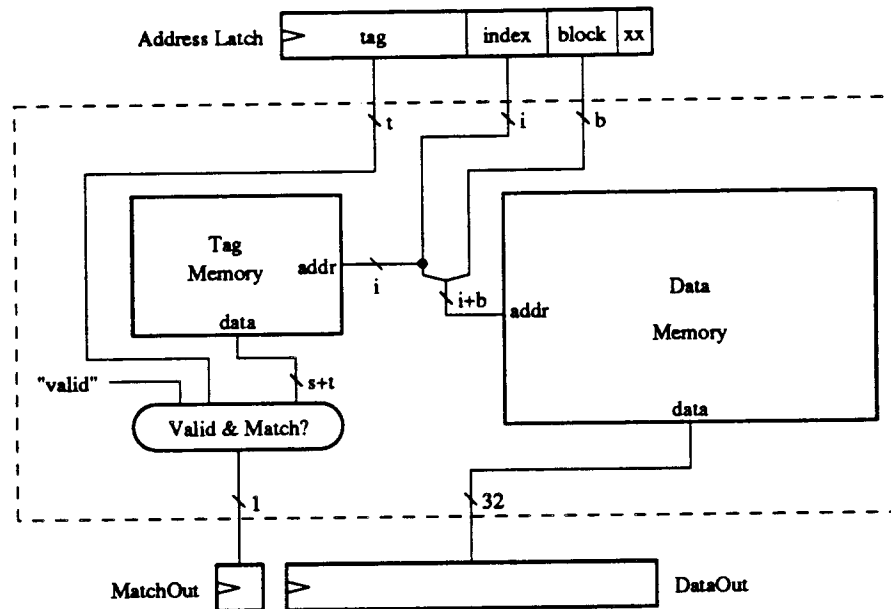 Address Latch
tag
index
block
xx
t
i
b
Tag
Memory
addr
i
i+b
addr
Data
Memory
data
data
"valid"
s+t
Valid & Match?
1
32
MatchOut
DataOut